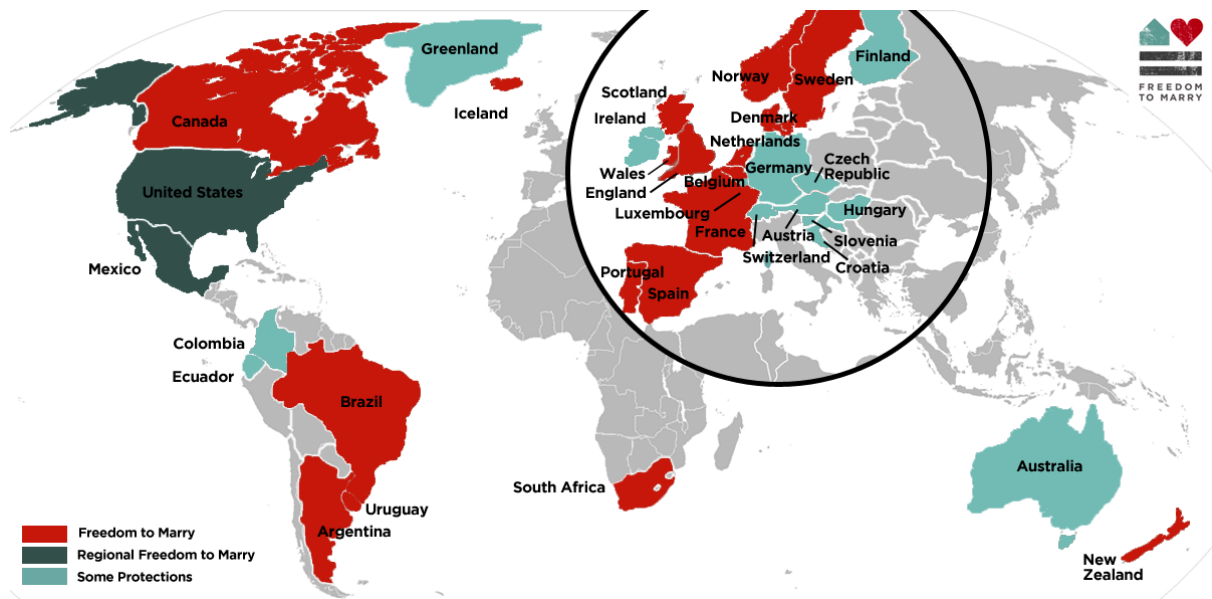 Greenland
Iceland
Canada
United States
Mexico
Colombia
Ecuador
Brazil
Uruguay
Argentina
South Africa
Norway
Sweden
Finland
Scotland
Ireland
Denmark
Netherlands
Wales
England
Belgium
Germany
Czech
Republic
Luxembourg
France
Austria
Switzerland
Hungary
Slovenia
Croatia
Portugal
Spain
Australia
New
Zealand
FREEDOM
TO MARRY
Freedom to Marry
Regional Freedom to Marry
Some Protections